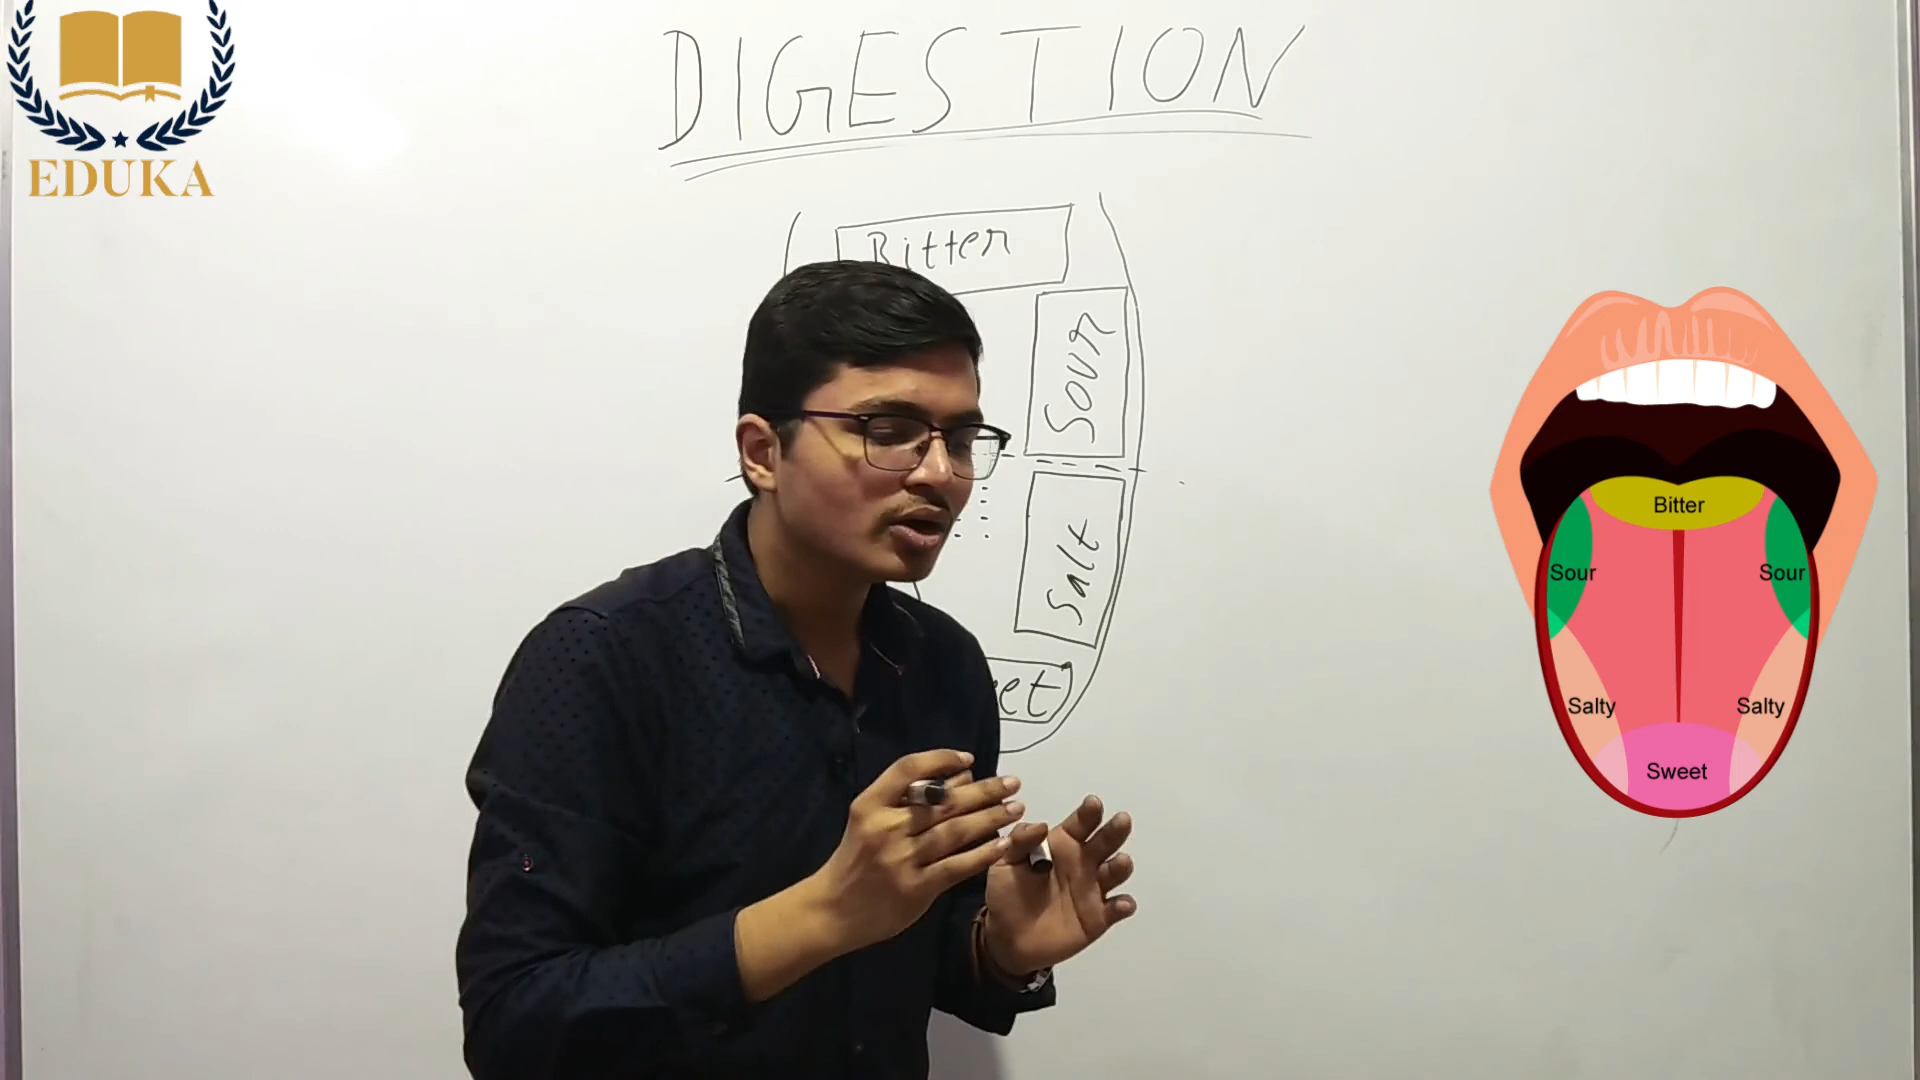 EDUKA
DIGESTION
Bitter
Sour
Salt
Bitter
Sour Sour
Salty Salty
Sweet